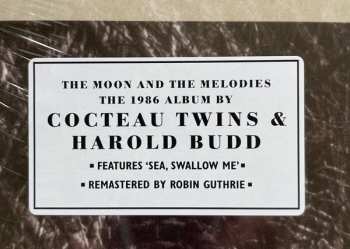 THE MOON AND THE MELODIES
THE 1986 ALBUM BY
COCTEAU TWINS &
HAROLD BUDD
▪ FEATURES ‘SEA, SWALLOW ME’ ▪
▪ REMASTERED BY ROBIN GUTHRIE ▪